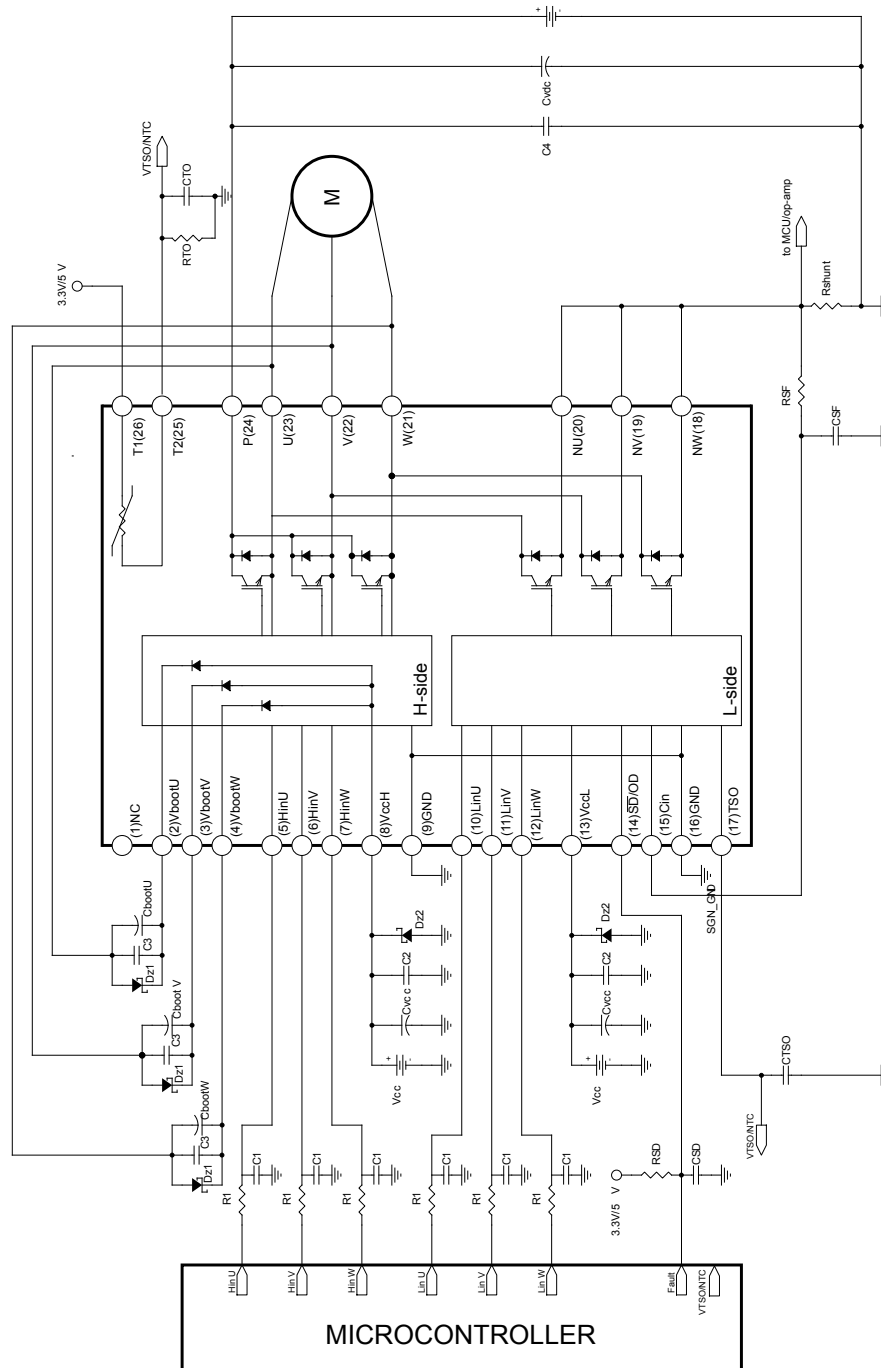 +
-
Cvdc
C4
VTSO/NTC
CTO
RTO
M
3.3V/5 V
to MCU/op-amp
Rshunt
RSF
CSF
T1(26)
T2(25)
P(24)
U(23)
V(22)
W(21)
NU(20)
NV(19)
NW(18)
H-side
L-side
(1)NC
(2)VbootU
(3)VbootV
(4)VbootW
(5)HinU
(6)HinV
(7)HinW
(8)VccH
(9)GND
(10)LinU
(11)LinV
(12)LinW
(13)VccL
(14)SD/OD
(15)Cin
(16)GND
(17)TSO
SGN_GND
CbootU
C3
Dz1
Cboot V
C3
Dz1
CbootW
C3
Dz1
Dz2
C2
Cvc c
+
-
Vcc
Dz2
C2
Cvcc
+
-
Vcc
CTSO
VTSO/NTC
R1
C1
R1
C1
R1
C1
R1
C1
R1
C1
R1
C1
3.3V/5 V
RSD
CSD
Hin U
Hin V
Hin W
Lin U
Lin V
Lin W
Fault
VTSO/NTC
MICROCONTROLLER